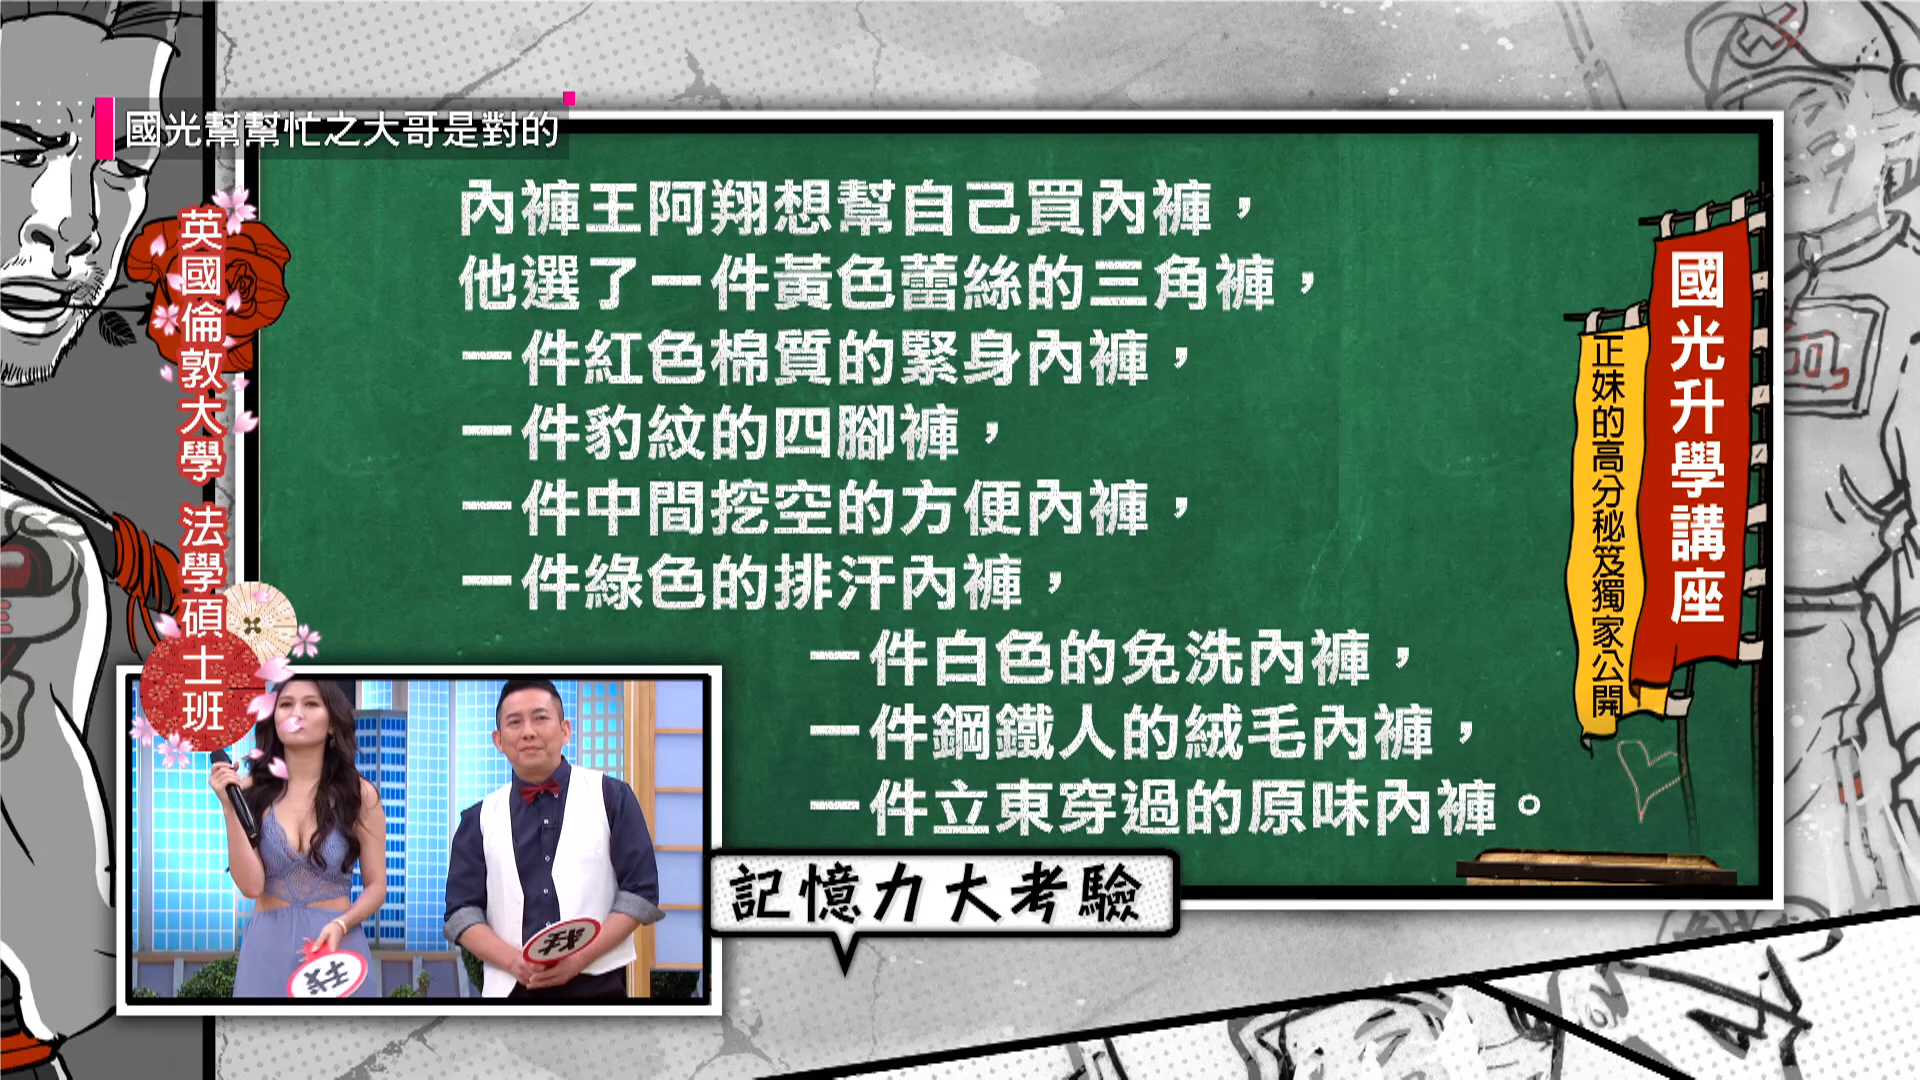 國光幫幫忙之大哥是對的
英國倫敦大學 法學碩士班
內褲王阿翔想幫自己買內褲，
他選了一件黃色蕾絲的三角褲，
一件紅色棉質的緊身內褲，
一件豹紋的四腳褲，
一件中間挖空的方便內褲，
一件綠色的排汗內褲，
一件白色的免洗內褲，
一件鋼鐵人的絨毛內褲，
一件立東穿過的原味內褲。
國光升學講座
正妹的高分秘笈獨家公開
記憶力大考驗
我
我